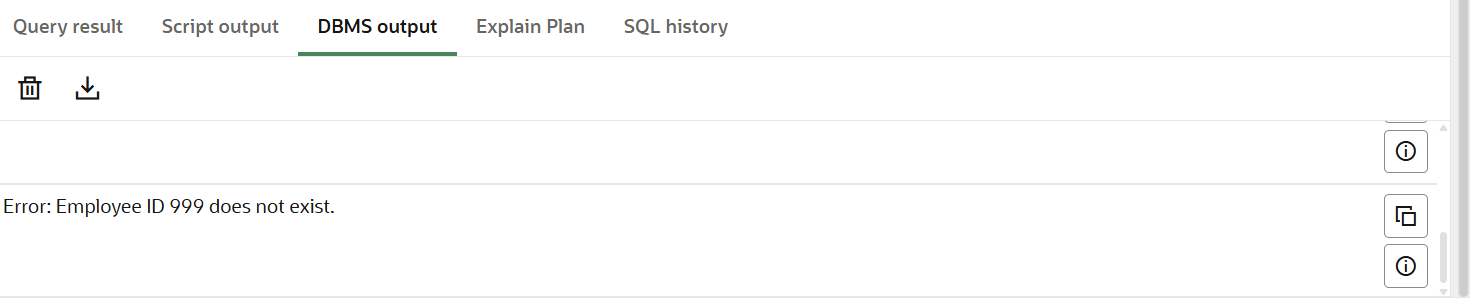 Query result Script output DBMS output Explain Plan SQL history
Error: Employee ID 999 does not exist.